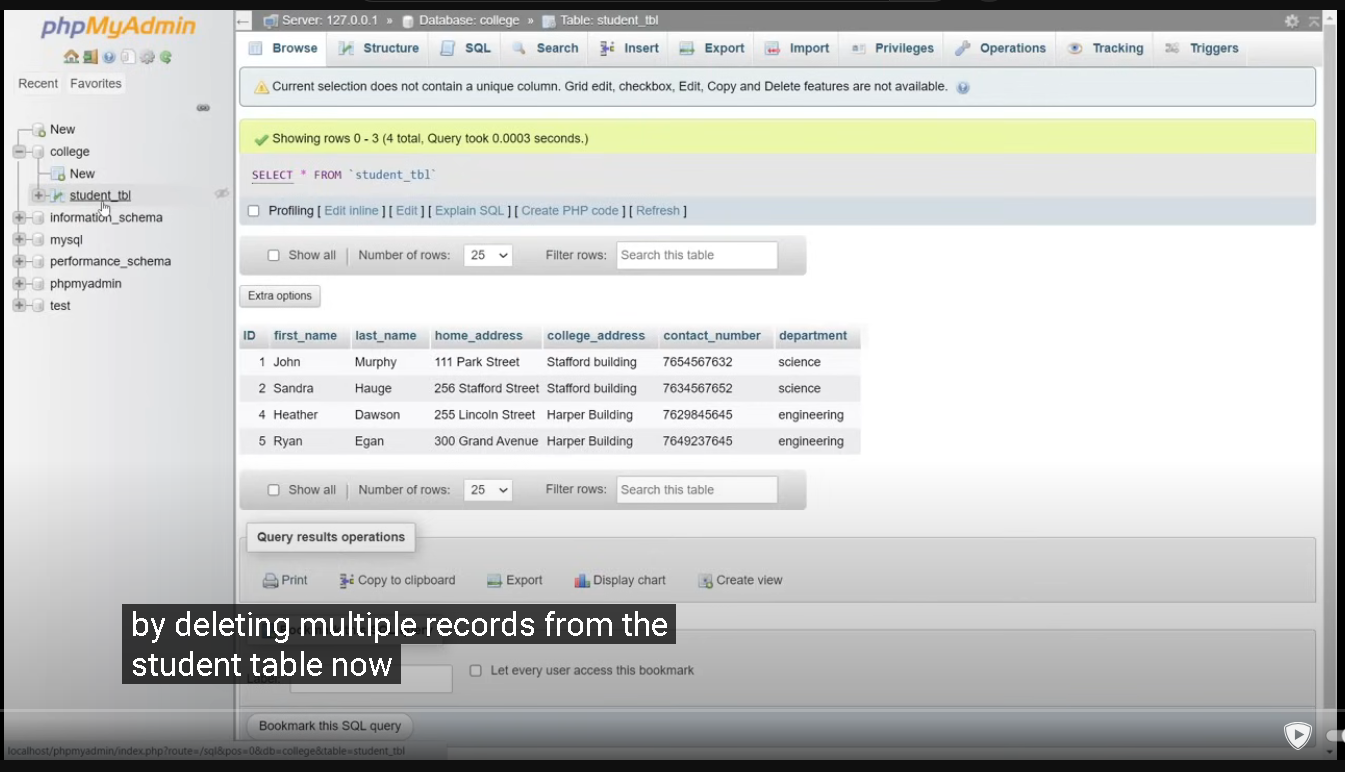 phpMyAdmin
Recent Favorites
New
college
New
student_tbl
information_schema
mysql
performance_schema
phpmyadmin
test
Server: 127.0.0.1 » Database: college » Table: student_tbl
Browse Structure SQL Search Insert Export Import Privileges Operations Tracking Triggers
Current selection does not contain a unique column. Grid edit, checkbox, Edit, Copy and Delete features are not available.
Showing rows 0 - 3 (4 total, Query took 0.0003 seconds.)
SELECT * FROM `student_tbl`
Profiling [ Edit inline ] [ Edit ] [ Explain SQL ] [ Create PHP code ] [ Refresh ]
Show all | Number of rows: 25 Filter rows: Search this table
Extra options
ID first_name last_name home_address college_address contact_number department
1 John Murphy 111 Park Street Stafford building 7654567632 science
2 Sandra Hauge 256 Stafford Street Stafford building 7634567652 science
4 Heather Dawson 255 Lincoln Street Harper Building 7629845645 engineering
5 Ryan Egan 300 Grand Avenue Harper Building 7649237645 engineering
Show all | Number of rows: 25 Filter rows: Search this table
Query results operations
Print Copy to clipboard Export Display chart Create view
by deleting multiple records from the
student table now
Let every user access this bookmark
Bookmark this SQL query
localhost/phpmyadmin/index.php?route=/sql&pos=0&db=college&table=student_tbl